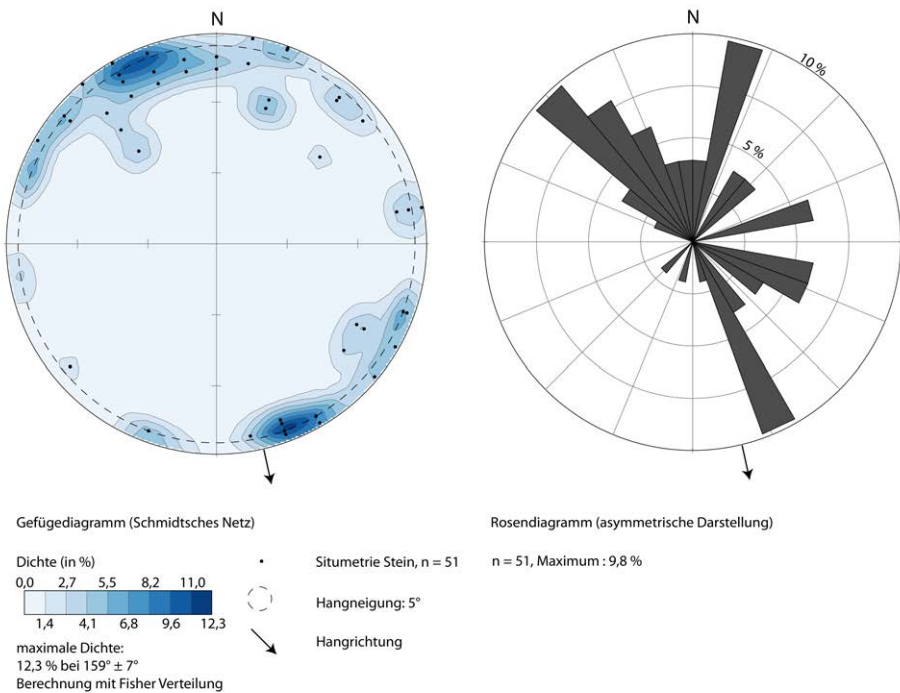 N
N
10 %
5 %
Gefügediagramm (Schmidtsches Netz)
Rosendiagramm (asymmetrische Darstellung)
Dichte (in %)
0,0 2,7 5,5 8,2 11,0
1,4 4,1 6,8 9,6 12,3
maximale Dichte:
12,3 % bei 159° ± 7°
Berechnung mit Fisher Verteilung
Situmetrie Stein, n = 51
Hangneigung: 5°
Hangrichtung
n = 51, Maximum : 9,8 %